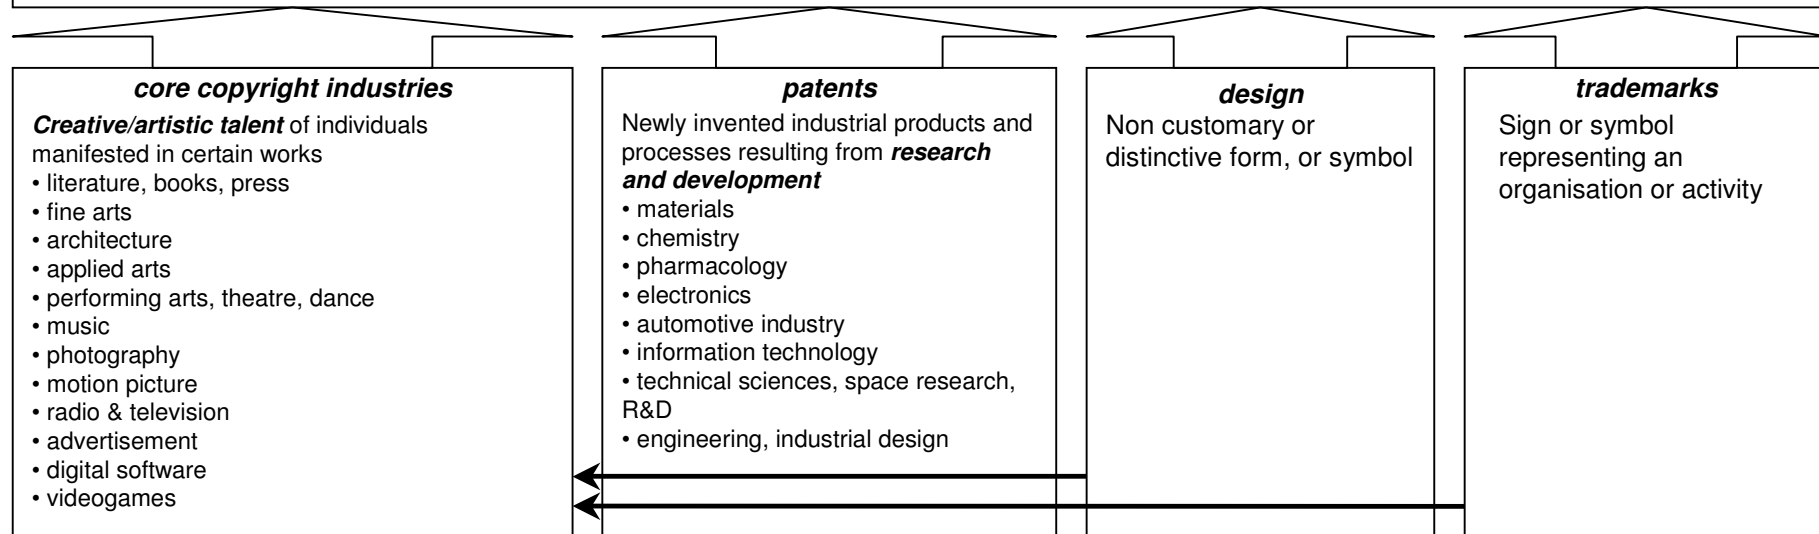 core copyright industries
Creative/artistic talent of individuals
manifested in certain works
• literature, books, press
• fine arts
• architecture
• applied arts
• performing arts, theatre, dance
• music
• photography
• motion picture
• radio & television
• advertisement
• digital software
• videogames
patents
Newly invented industrial products and
processes resulting from research
and development
• materials
• chemistry
• pharmacology
• electronics
• automotive industry
• information technology
• technical sciences, space research,
R&D
• engineering, industrial design
design
Non customary or
distinctive form, or symbol
trademarks
Sign or symbol
representing an
organisation or activity